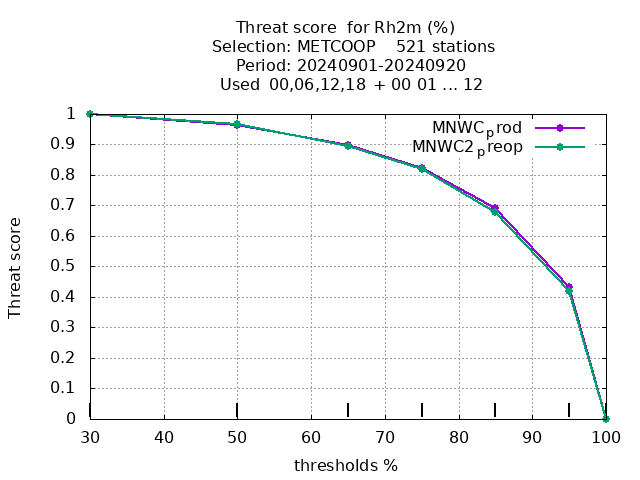 Threat score  for Rh2m (%)
Selection: METCOOP    521 stations
Period: 20240901-20240920
Used  00,06,12,18  + 00 01 ... 12
MNWC_prod
MNWC2_preop
1
0.9
0.8
0.7
0.6
0.5
0.4
0.3
0.2
0.1
0
Threat score
30 40 50 60 70 80 90 100
thresholds %